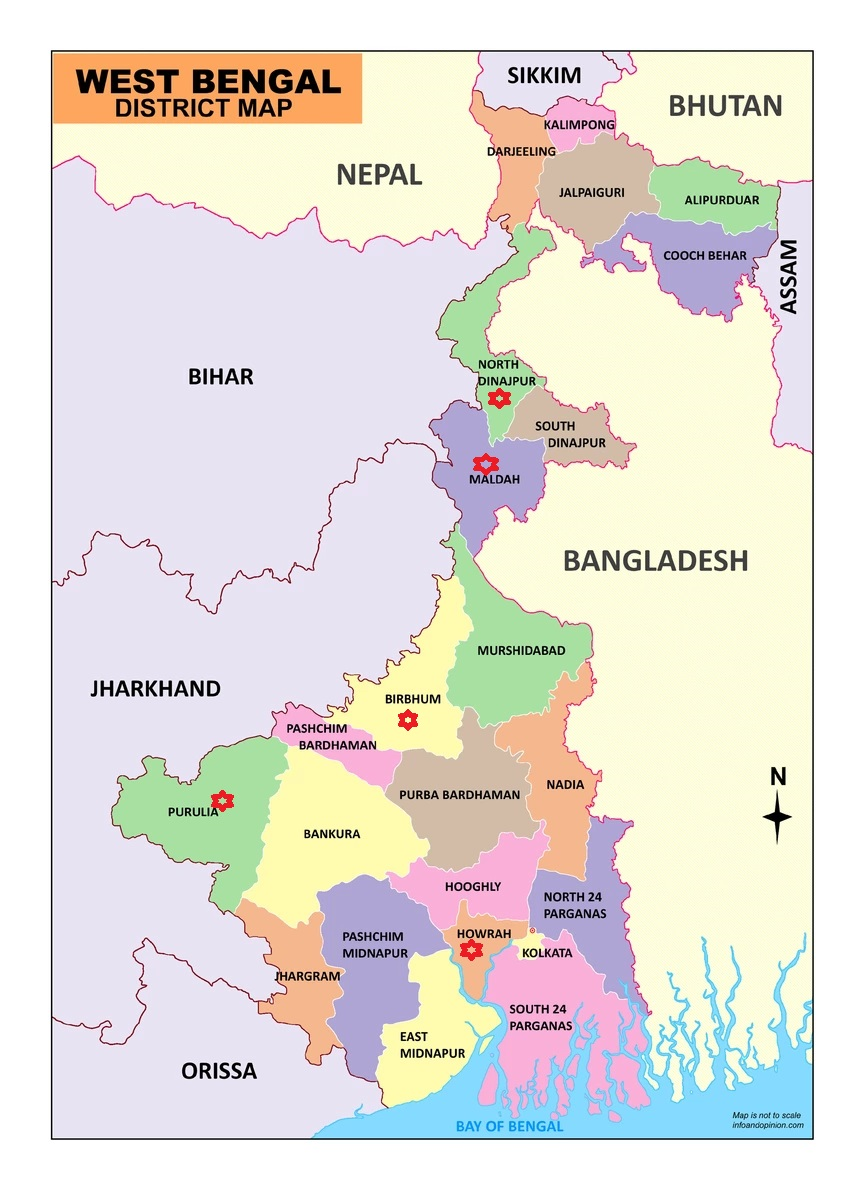 WEST BENGAL
DISTRICT MAP
SIKKIM
BHUTAN
KALIMPONG
DARJEELING
NEPAL
JALPAIGURI
ALIPURDUAR
COOCH BEHAR
ASSAM
BIHAR
NORTH
DINAJPUR
SOUTH
DINAJPUR
MALDAH
BANGLADESH
MURSHIDABAD
JHARKHAND
BIRBHUM
PASHCHIM
BARDHAMAN
N
NADIA
PURBA BARDHAMAN
PURULIA
BANKURA
HOOGHLY
NORTH 24
PARGANAS
HOWRAH
PASHCHIM
MIDNAPUR
KOLKATA
JHARGRAM
SOUTH 24
PARGANAS
EAST
MIDNAPUR
ORISSA
BAY OF BENGAL
Map is not to scale
infoandopinion.com